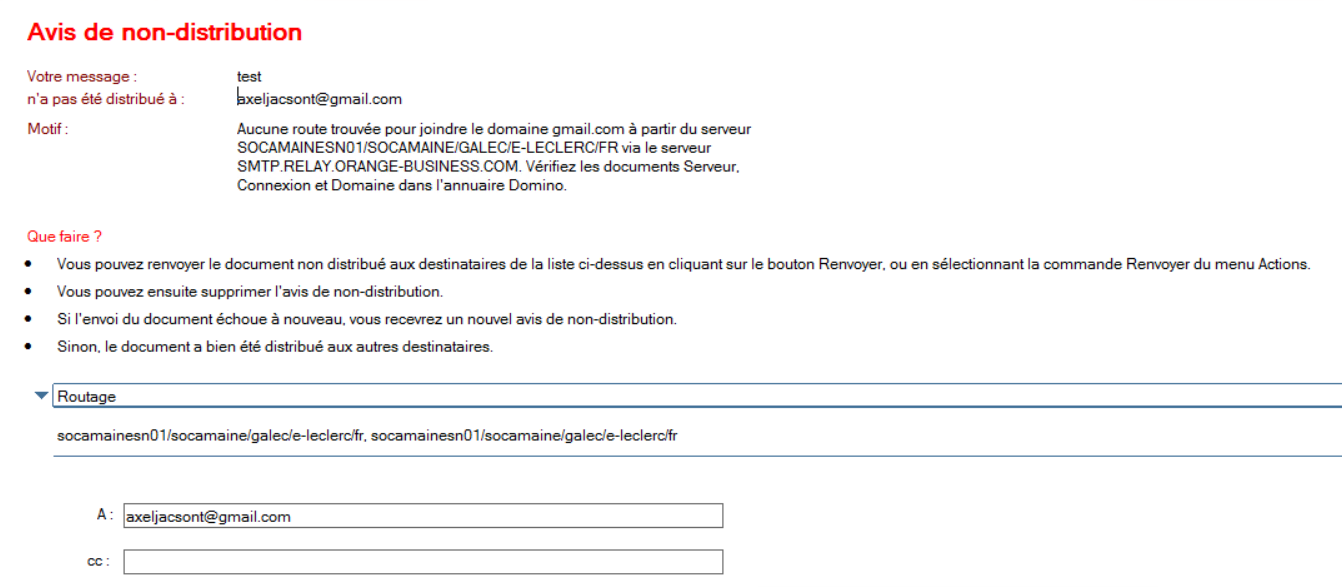 Avis de non-distribution
Votre message : test
n'a pas été distribué à : axeljacsont@gmail.com
Motif : Aucune route trouvée pour joindre le domaine gmail.com à partir du serveur
SOCAMAINESN01/SOCAMAINE/GALEC/E-LECLERC/FR via le serveur
SMTP.RELAY.ORANGE-BUSINESS.COM. Vérifiez les documents Serveur,
Connexion et Domaine dans l'annuaire Domino.
Que faire ?
• Vous pouvez renvoyer le document non distribué aux destinataires de la liste ci-dessus en cliquant sur le bouton Renvoyer, ou en sélectionnant la commande Renvoyer du menu Actions.
• Vous pouvez ensuite supprimer l'avis de non-distribution.
• Si l'envoi du document échoue à nouveau, vous recevrez un nouvel avis de non-distribution.
• Sinon, le document a bien été distribué aux autres destinataires.
Routage
socamainesn01/socamaine/galec/e-leclerc/fr, socamainesn01/socamaine/galec/e-leclerc/fr
A : axeljacsont@gmail.com
cc :